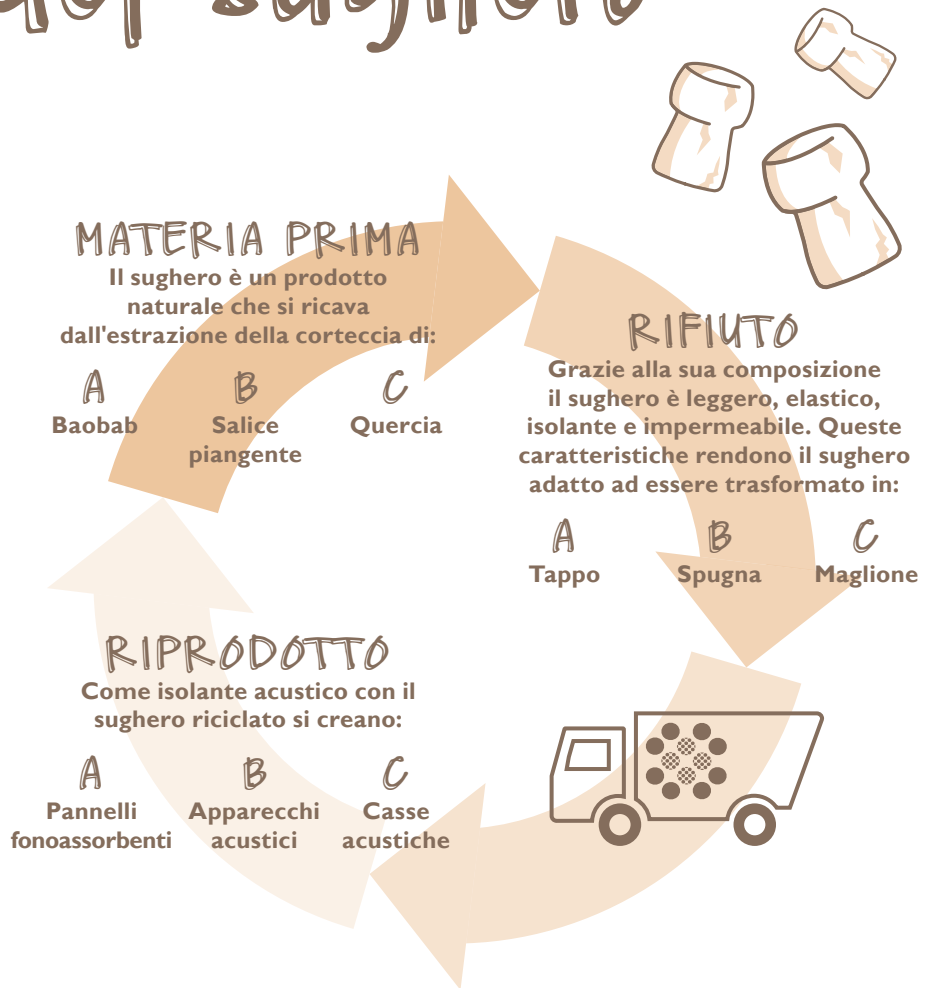 del sughero
MATERIA PRIMA
Il sughero è un prodotto
naturale che si ricava
dall'estrazione della corteccia di:
A B C
Baobab Salice Quercia
piangente
RIFIUTO
Grazie alla sua composizione
il sughero è leggero, elastico,
isolante e impermeabile. Queste
caratteristiche rendono il sughero
adatto ad essere trasformato in:
A B C
Tappo Spugna Maglione
RIPRODOTTO
Come isolante acustico con il
sughero riciclato si creano:
A B C
Pannelli Apparecchi Casse
fonoassorbenti acustici acustiche